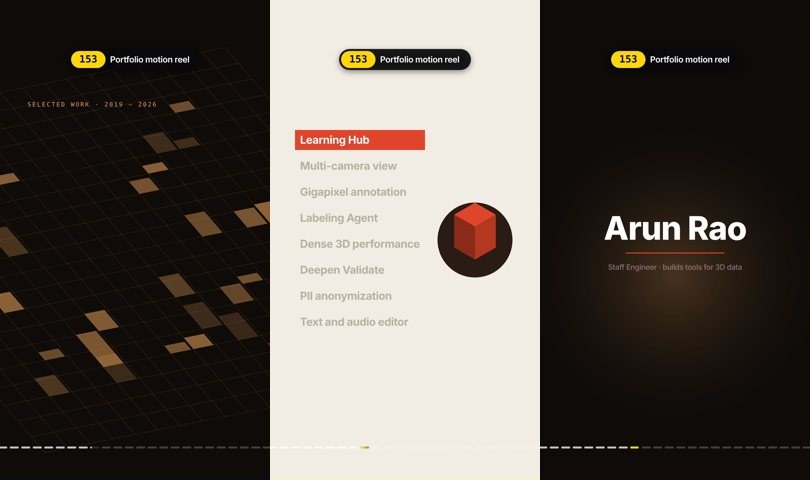 153 Portfolio motion reel
SELECTED WORK · 2019 — 2026
153 Portfolio motion reel
Learning Hub
Multi-camera view
Gigapixel annotation
Labeling Agent
Dense 3D performance
Deepen Validate
PII anonymization
Text and audio editor
153 Portfolio motion reel
Arun Rao
Staff Engineer · builds tools for 3D data